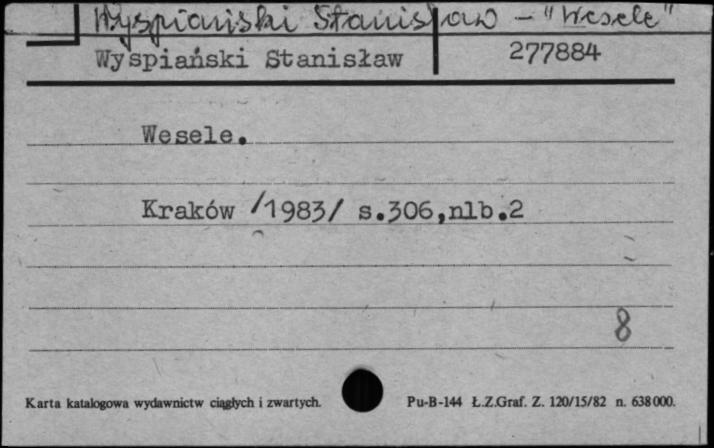 Wyspiański Stanisław - "Wesele"
Wyspiański Stanisław 277884
Wesele.
Kraków /1983/ s.306,nlb.2
8
Karta katalogowa wydawnictw ciągłych i zwartych. Pu-B-144 Ł.Z.Graf. Z. 120/15/82 n. 638000.